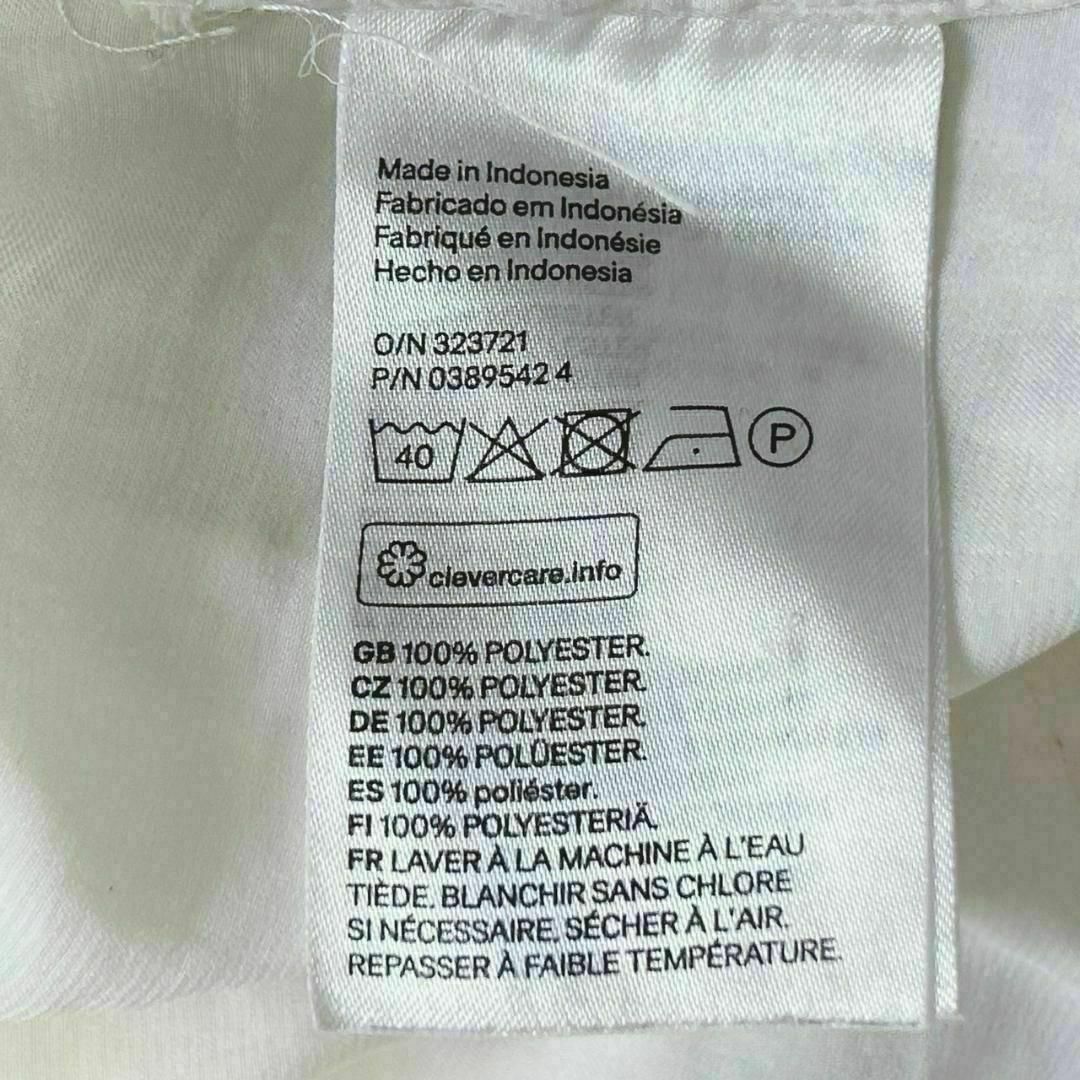 Made in Indonesia
Fabricado em Indonésia
Fabriqué en Indonésie
Hecho en Indonesia
O/N 323721
P/N 0389542 4
40 P
clevercare.info
GB 100% POLYESTER.
CZ 100% POLYESTER.
DE 100% POLYESTER.
EE 100% POLÜESTER.
ES 100% poliéster.
FI 100% POLYESTERIÄ.
FR LAVER À LA MACHINE À L'EAU
TIÈDE. BLANCHIR SANS CHLORE
SI NÉCESSAIRE. SÉCHER À L'AIR.
REPASSER À FAIBLE TEMPÉRATURE.